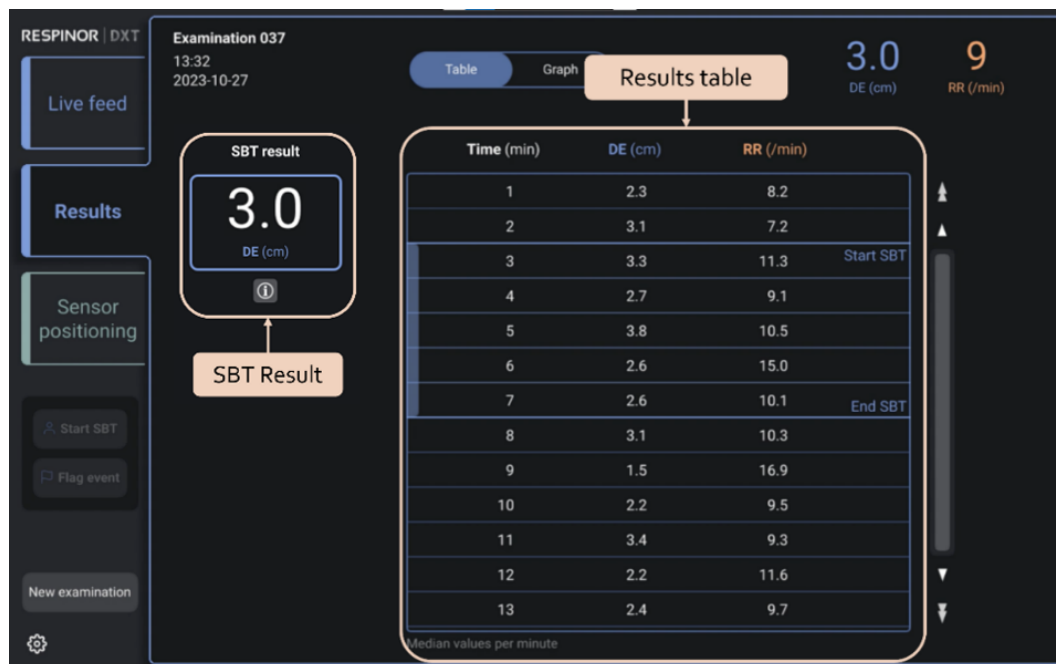 RESPINOR | DXT
Examination 037
13:32
2023-10-27
Table
Graph
Results table
3.0
DE (cm)
9
RR (/min)
Live feed
Results
Sensor
positioning
Start SBT
Flag event
New examination
SBT result
3.0
DE (cm)
SBT Result
Time (min) DE (cm) RR (/min)
1 2.3 8.2
2 3.1 7.2
3 3.3 11.3 Start SBT
4 2.7 9.1
5 3.8 10.5
6 2.6 15.0
7 2.6 10.1 End SBT
8 3.1 10.3
9 1.5 16.9
10 2.2 9.5
11 3.4 9.3
12 2.2 11.6
13 2.4 9.7
Median values per minute